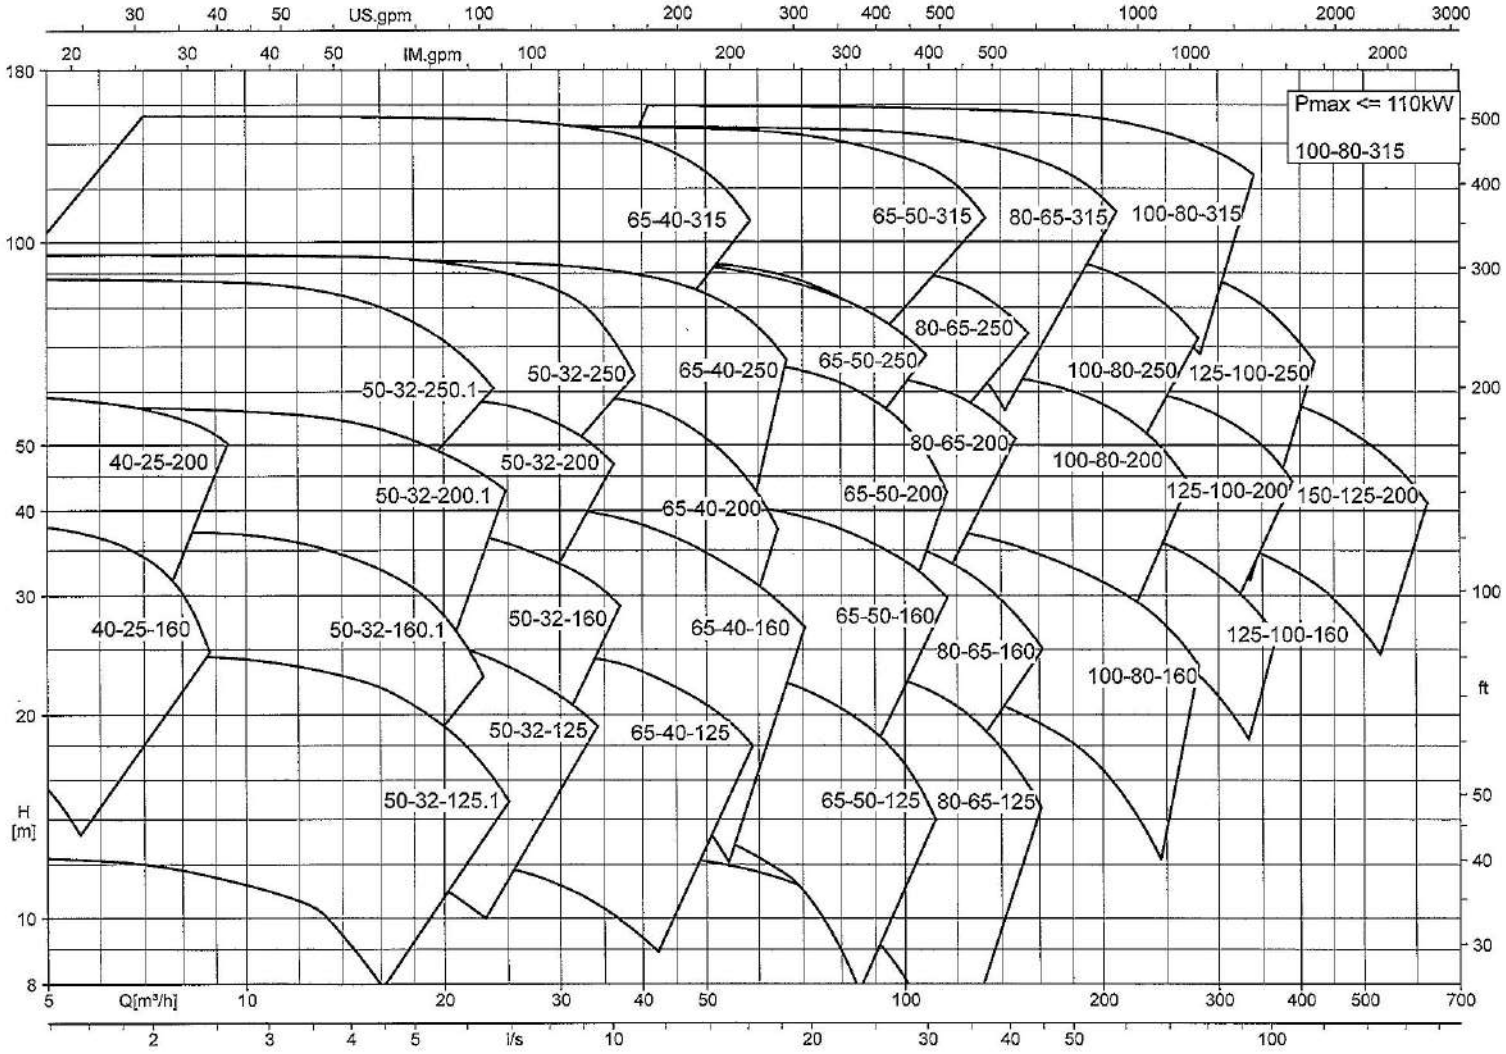 30 40 50 US.gpm 100 200 300 400 500 1000 2000 3000
20 30 40 50 IM.gpm 100 200 300 400 500 1000 2000
180
Pmax <= 110kW
500
100-80-315
400
65-40-315 65-50-315 80-65-315 100-80-315
100
300
80-65-250
50-32-250.1 50-32-250 65-40-250 65-50-250 100-80-250 125-100-250
200
50
40-25-200 50-32-200 80-65-200 100-80-200
50-32-200.1 65-40-200 65-50-200 125-100-200 150-125-200
40
30
100
40-25-160 50-32-160.1 50-32-160 65-40-160 65-50-160 125-100-160
80-65-160 100-80-160
ft
20
50-32-125 65-40-125
50-32-125.1 65-50-125 80-65-125
50
H
[m]
40
10
30
8
5 Q[m³/h] 10 20 30 40 50 100 200 300 400 500 700
2 3 4 5 l/s 10 20 30 40 50 100